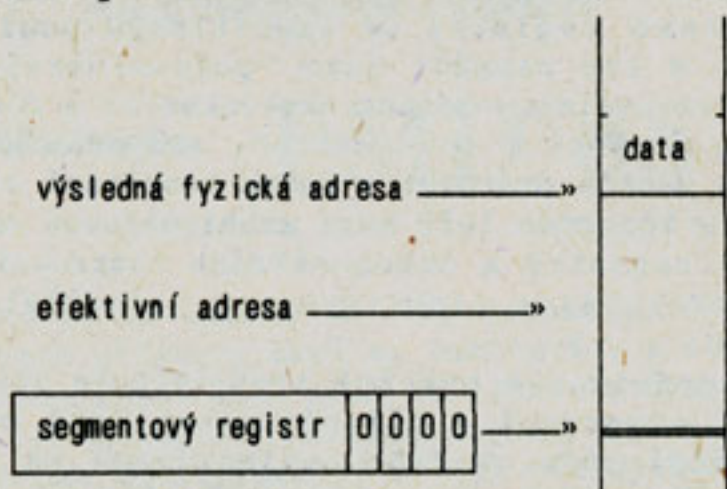 data
výsledná fyzická adresa »
efektivní adresa »
segmentový registr 0 0 0 0 »